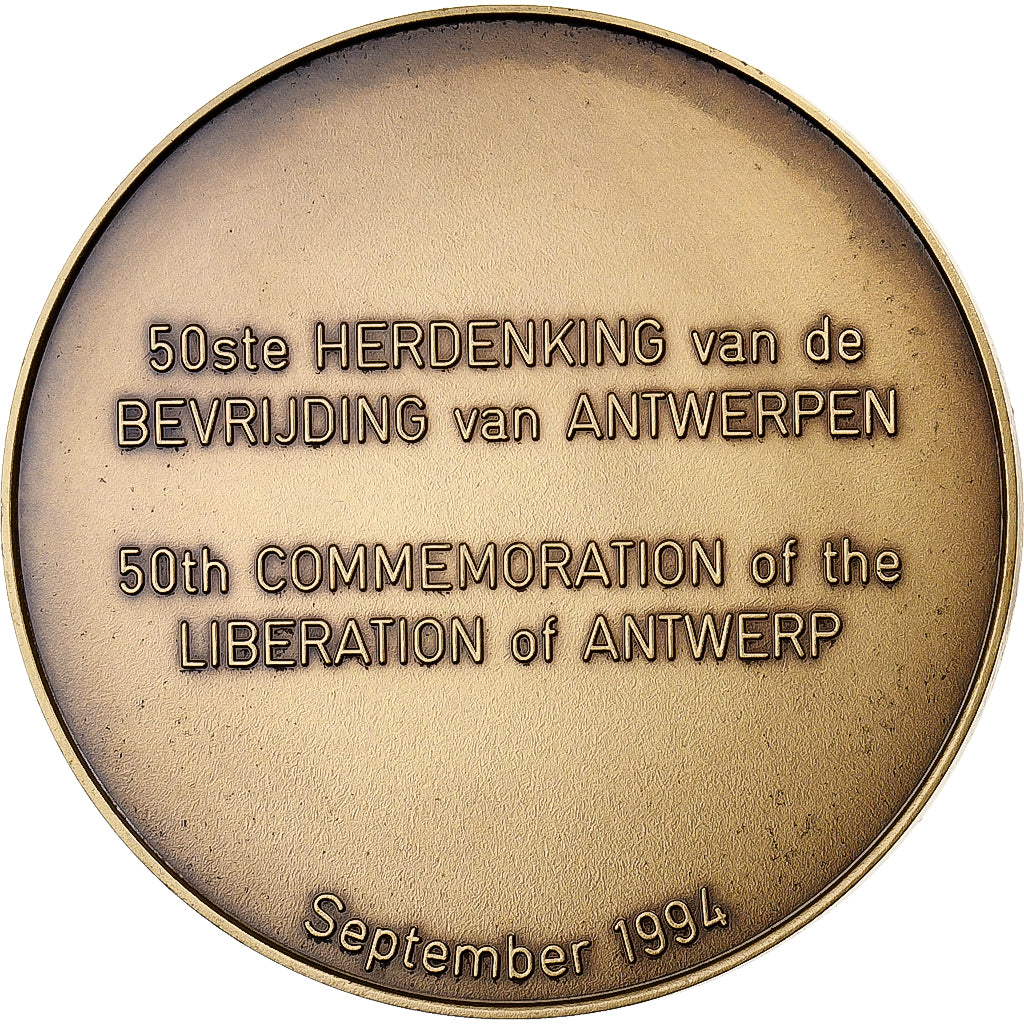 50ste HERDENKING van de
BEVRIJDING van ANTWERPEN
50th COMMEMORATION of the
LIBERATION of ANTWERP
September 1994